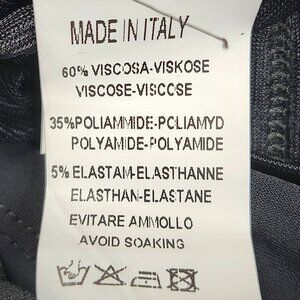 MADE IN ITALY
60% VISCOSA-VISKOSE
VISCOSE-VISCOSE
35%POLIAMMIDE-POLIAMYD
POLYAMIDE-POLYAMIDE
5% ELASTAM-ELASTHANNE
ELASTHAN-ELASTANE
EVITARE AMMOLLO
AVOID SOAKING